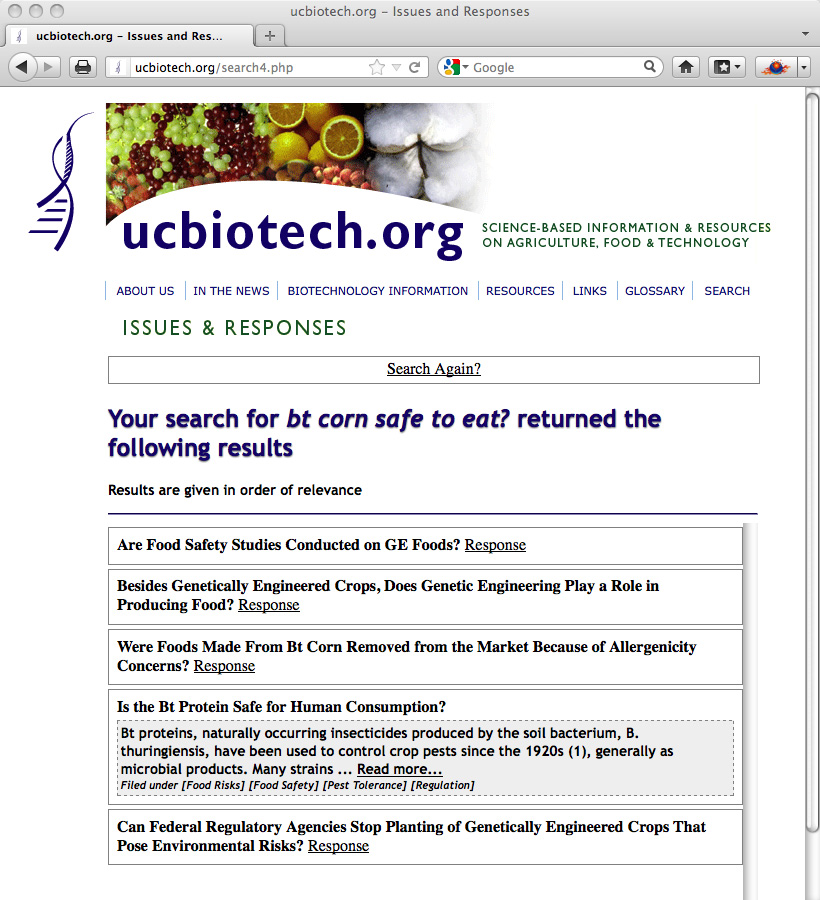 ucbiotech.org – Issues and Responses
ucbiotech.org – Issues and Res...
ucbiotech.org/search4.php
Google
ucbiotech.org
SCIENCE-BASED INFORMATION & RESOURCES
ON AGRICULTURE, FOOD & TECHNOLOGY
ABOUT US IN THE NEWS BIOTECHNOLOGY INFORMATION RESOURCES LINKS GLOSSARY SEARCH
ISSUES & RESPONSES
Search Again?
Your search for bt corn safe to eat? returned the
following results
Results are given in order of relevance
Are Food Safety Studies Conducted on GE Foods? Response
Besides Genetically Engineered Crops, Does Genetic Engineering Play a Role in
Producing Food? Response
Were Foods Made From Bt Corn Removed from the Market Because of Allergenicity
Concerns? Response
Is the Bt Protein Safe for Human Consumption?
Bt proteins, naturally occurring insecticides produced by the soil bacterium, B.
thuringiensis, have been used to control crop pests since the 1920s (1), generally as
microbial products. Many strains ... Read more...
Filed under [Food Risks] [Food Safety] [Pest Tolerance] [Regulation]
Can Federal Regulatory Agencies Stop Planting of Genetically Engineered Crops That
Pose Environmental Risks? Response